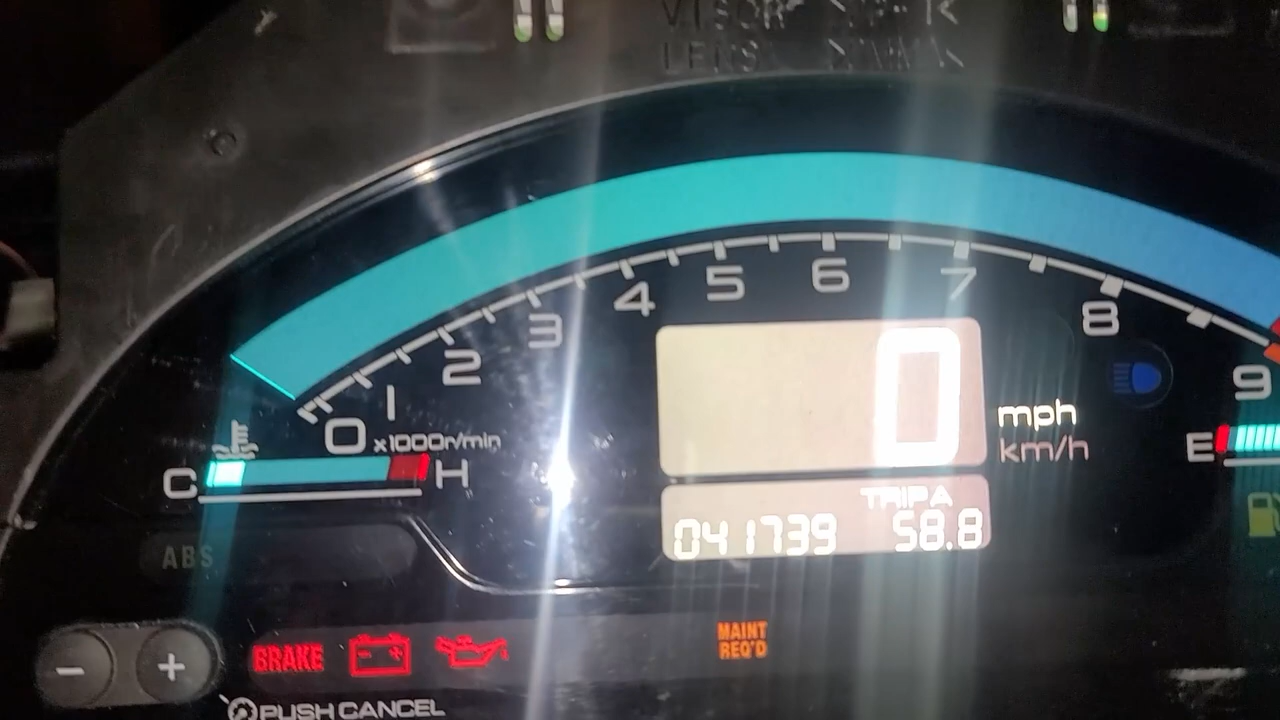 4
5
6
7
8
9
3
2
1
0 x1000r/min
0
mph
km/h
C
H
E
TRIP A
041739 58.8
ABS
- +
BRAKE - +
MAINT
REQ'D
PUSH CANCEL